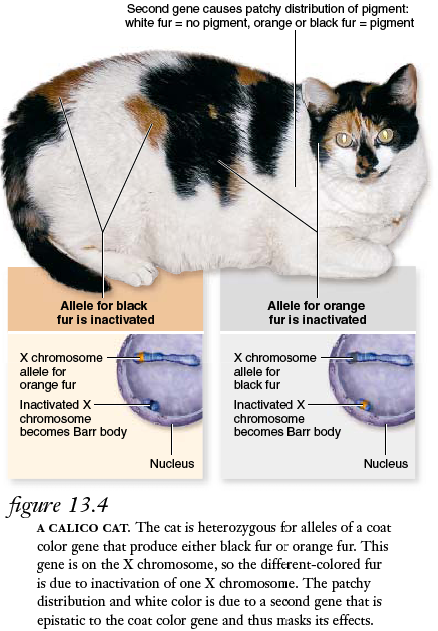 Second gene causes patchy distribution of pigment:
white fur = no pigment, orange or black fur = pigment
Allele for black
fur is inactivated
Allele for orange
fur is inactivated
X chromosome
allele for
orange fur
Inactivated X
chromosome
becomes Barr body
Nucleus
X chromosome
allele for
black fur
Inactivated X
chromosome
becomes Barr body
Nucleus
figure 13.4
A CALICO CAT. The cat is heterozygous for alleles of a coat
color gene that produce either black fur or orange fur. This
gene is on the X chromosome, so the different-colored fur
is due to inactivation of one X chromosome. The patchy
distribution and white color is due to a second gene that is
epistatic to the coat color gene and thus masks its effects.